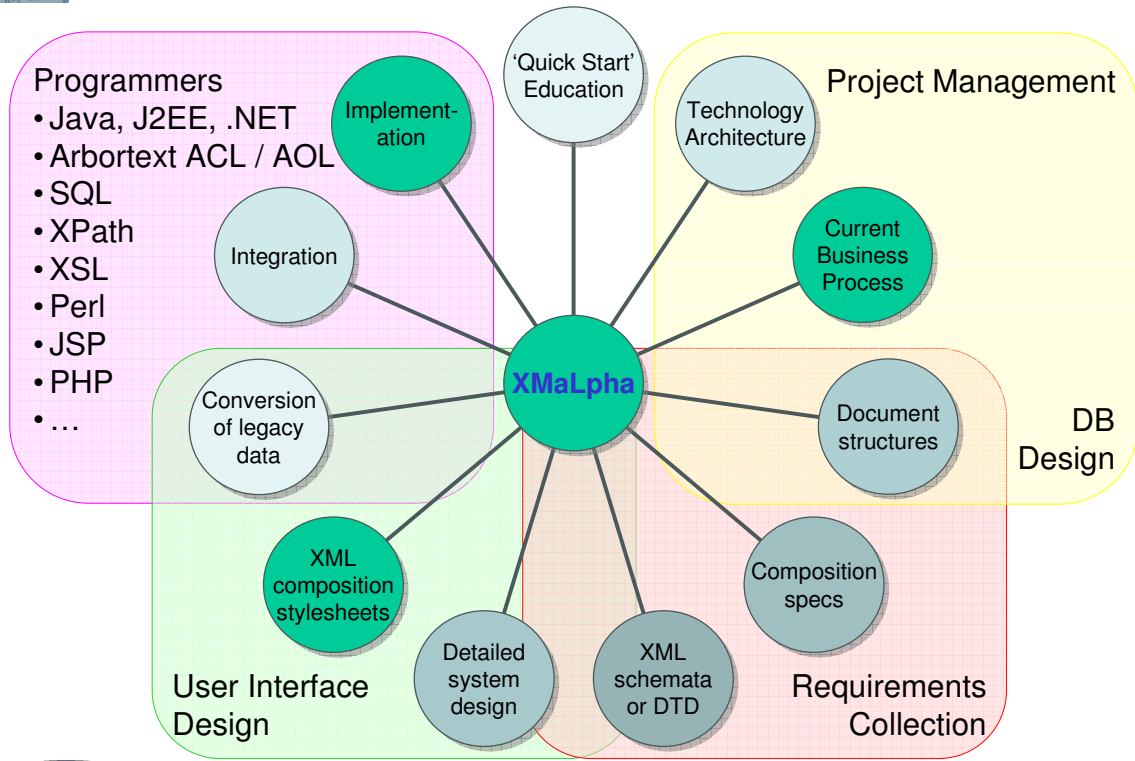 Programmers
• Java, J2EE, .NET
• Arbortext ACL / AOL
• SQL
• XPath
• XSL
• Perl
• JSP
• PHP
• …
Implement-
ation
‘Quick Start’
Education
Technology
Architecture
Project Management
Integration
Current
Business
Process
XMaLpha
Conversion
of legacy
data
Document
structures
DB
Design
XML
composition
stylesheets
Composition
specs
Detailed
system
design
XML
schemata
or DTD
User Interface
Design
Requirements
Collection